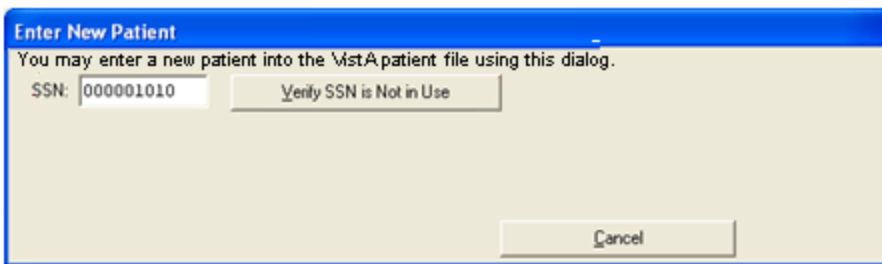 Enter New Patient
You may enter a new patient into the VistA patient file using this dialog.
SSN: 000001010 Verify SSN is Not in Use
Cancel